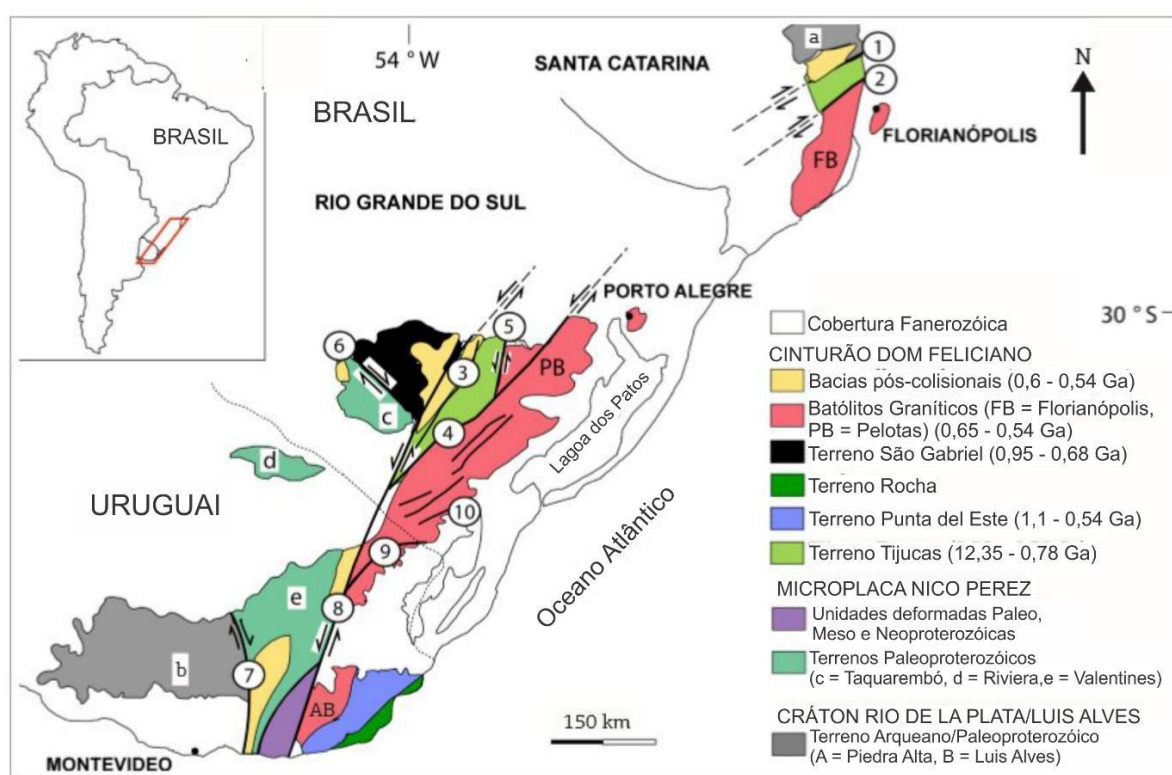 54 °W
SANTA CATARINA
a
1
N
2
BRASIL
BRASIL
FLORIANÓPOLIS
FB
RIO GRANDE DO SUL
PORTO ALEGRE
30 °S
5
6
PB
3
c
4
Lagoa dos Patos
d
URUGUAI
10
9
Oceano Atlântico
e
8
b
7
AB
150 km
MONTEVIDEO
Cobertura Fanerozóica
CINTURÃO DOM FELICIANO
Bacias pós-colisionais (0,6 - 0,54 Ga)
Batólitos Graníticos (FB = Florianópolis,
PB = Pelotas) (0,65 - 0,54 Ga)
Terreno São Gabriel (0,95 - 0,68 Ga)
Terreno Rocha
Terreno Punta del Este (1,1 - 0,54 Ga)
Terreno Tijucas (12,35 - 0,78 Ga)
MICROPLACA NICO PEREZ
Unidades deformadas Paleo,
Meso e Neoproterozóicas
Terrenos Paleoproterozóicos
(c = Taquarembó, d = Riviera,e = Valentines)
CRÁTON RIO DE LA PLATA/LUIS ALVES
Terreno Arqueano/Paleoproterozóico
(A = Piedra Alta, B = Luis Alves)